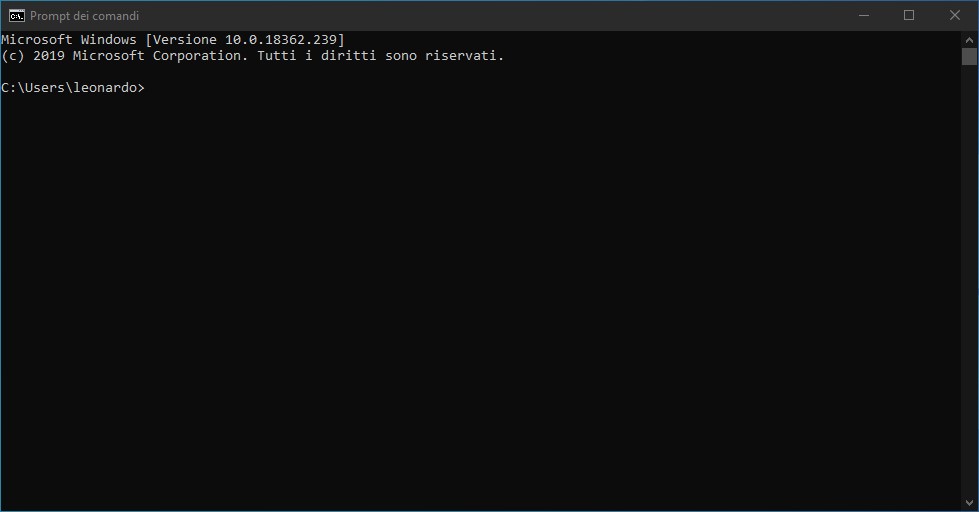 Prompt dei comandi
Microsoft Windows [Versione 10.0.18362.239]
(c) 2019 Microsoft Corporation. Tutti i diritti sono riservati.
C:\Users\leonardo>